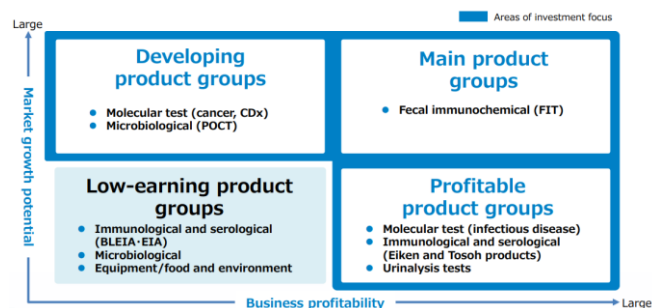 Large
Areas of investment focus
Market growth potential
Developing
product groups
● Molecular test (cancer, CDx)
● Microbiological (POCT)
Main product
groups
● Fecal immunochemical (FIT)
Low-earning product
groups
● Immunological and serological
(BLEIA·EIA)
● Microbiological
● Equipment/food and environment
Profitable
product groups
● Molecular test (infectious disease)
● Immunological and serological
(Eiken and Tosoh products)
● Urinalysis tests
Business profitability
Large